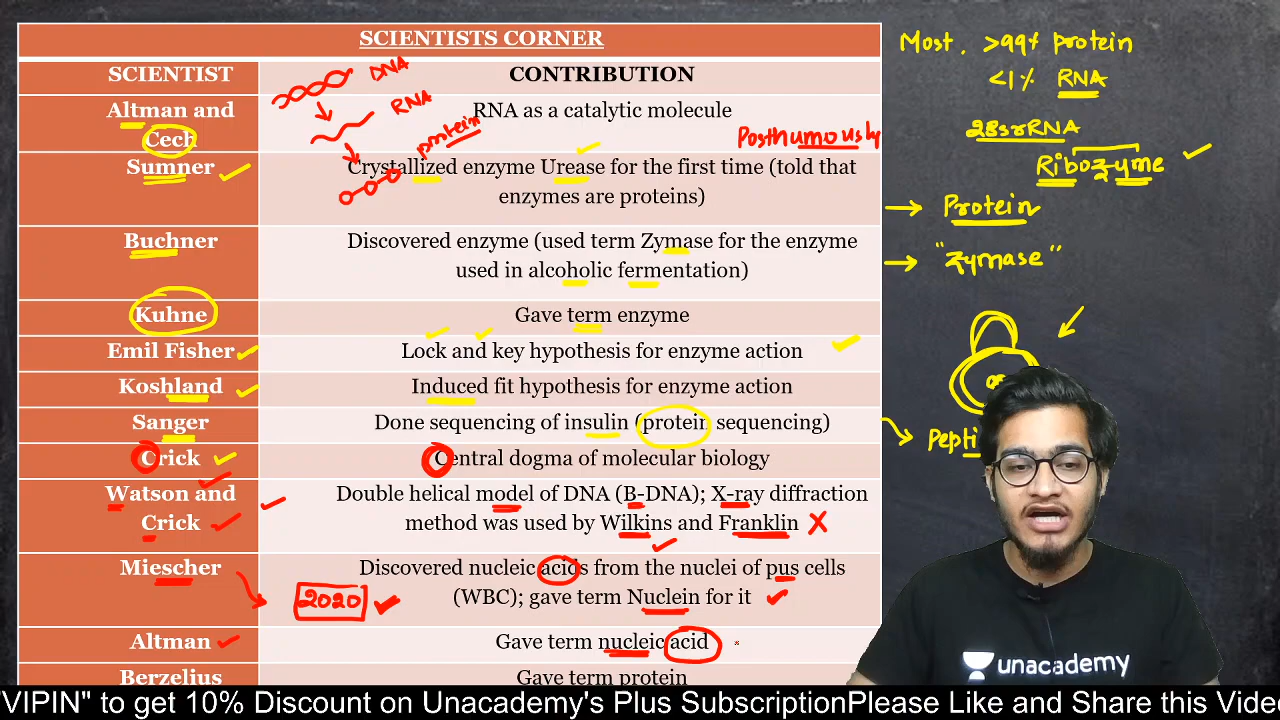 SCIENTISTS CORNER
SCIENTIST
CONTRIBUTION
Altman and
Cech
RNA as a catalytic molecule
Sumner
Crystallized enzyme Urease for the first time (told that
enzymes are proteins)
Buchner
Discovered enzyme (used term Zymase for the enzyme
used in alcoholic fermentation)
Kuhne
Gave term enzyme
Emil Fisher
Lock and key hypothesis for enzyme action
Koshland
Induced fit hypothesis for enzyme action
Sanger
Done sequencing of insulin (protein sequencing)
Crick
Central dogma of molecular biology
Watson and
Crick
Double helical model of DNA (B-DNA); X-ray diffraction
method was used by Wilkins and Franklin
Miescher
Discovered nucleic acids from the nuclei of pus cells
(WBC); gave term Nuclein for it
Altman
Gave term nucleic acid
Berzelius
Gave term protein
DNA
RNA
protein
Posthumously
2020
Most. >99% protein
<1% RNA
28srRNA
Ribozyme
Protein
"zymase"
Pepti
unacademy
"VIPIN" to get 10% Discount on Unacademy's Plus SubscriptionPlease Like and Share this Vide